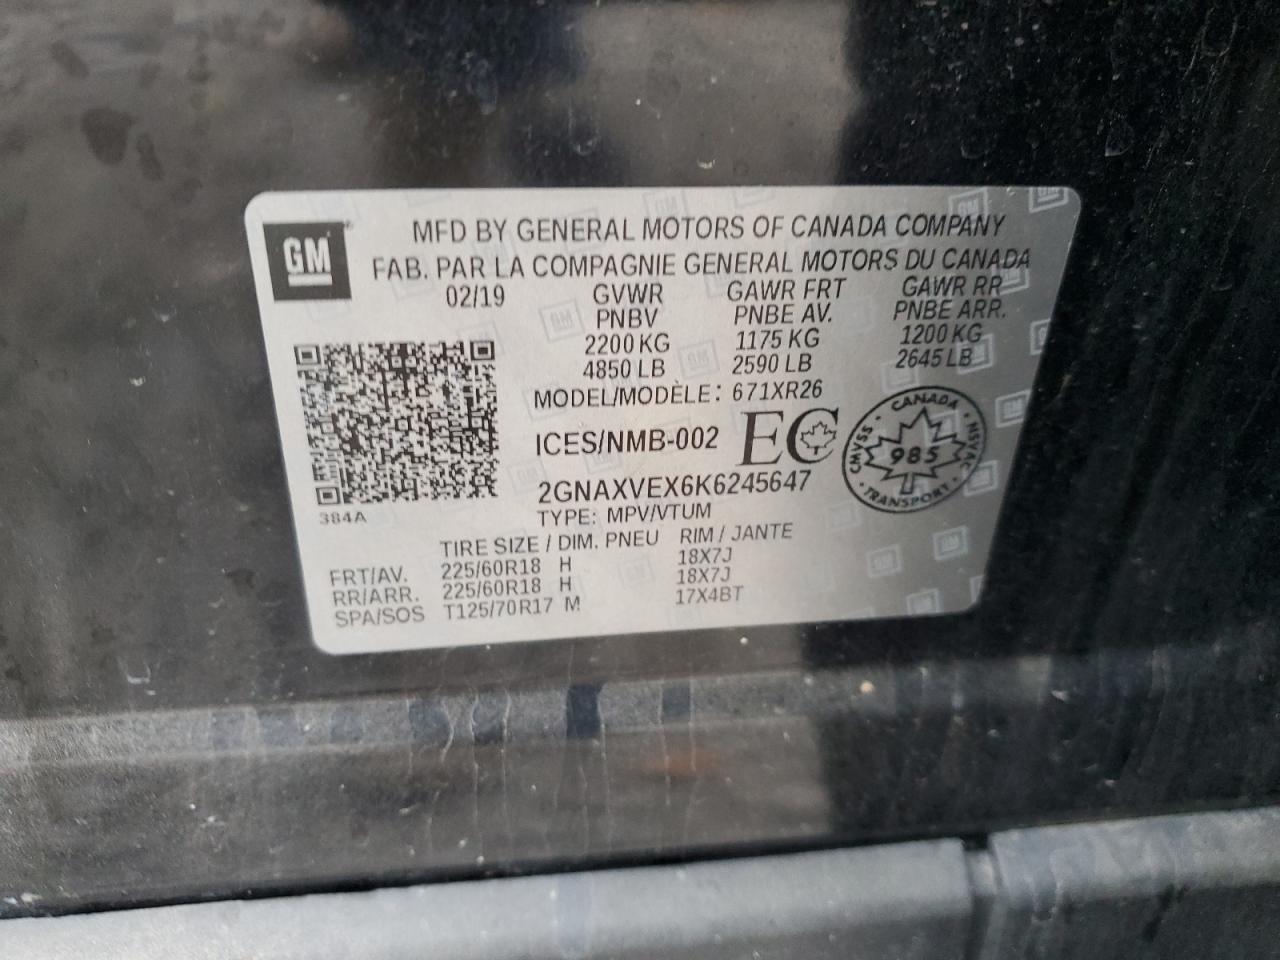 GM
MFD BY GENERAL MOTORS OF CANADA COMPANY
FAB. PAR LA COMPAGNIE GENERAL MOTORS DU CANADA
02/19 GVWR GAWR FRT GAWR RR
PNBV PNBE AV. PNBE ARR.
2200 KG 1175 KG 1200 KG
4850 LB 2590 LB 2645 LB
MODEL/MODÈLE: 671XR26
ICES/NMB-002 EC
CANADA
CMVSS 985 NSVAC
TRANSPORT
2GNAXVEX6K6245647
384A
TYPE: MPV/VTUM
TIRE SIZE / DIM. PNEU RIM / JANTE
FRT/AV. 225/60R18 H 18X7J
RR/ARR. 225/60R18 H 18X7J
SPA/SOS T125/70R17 M 17X4BT